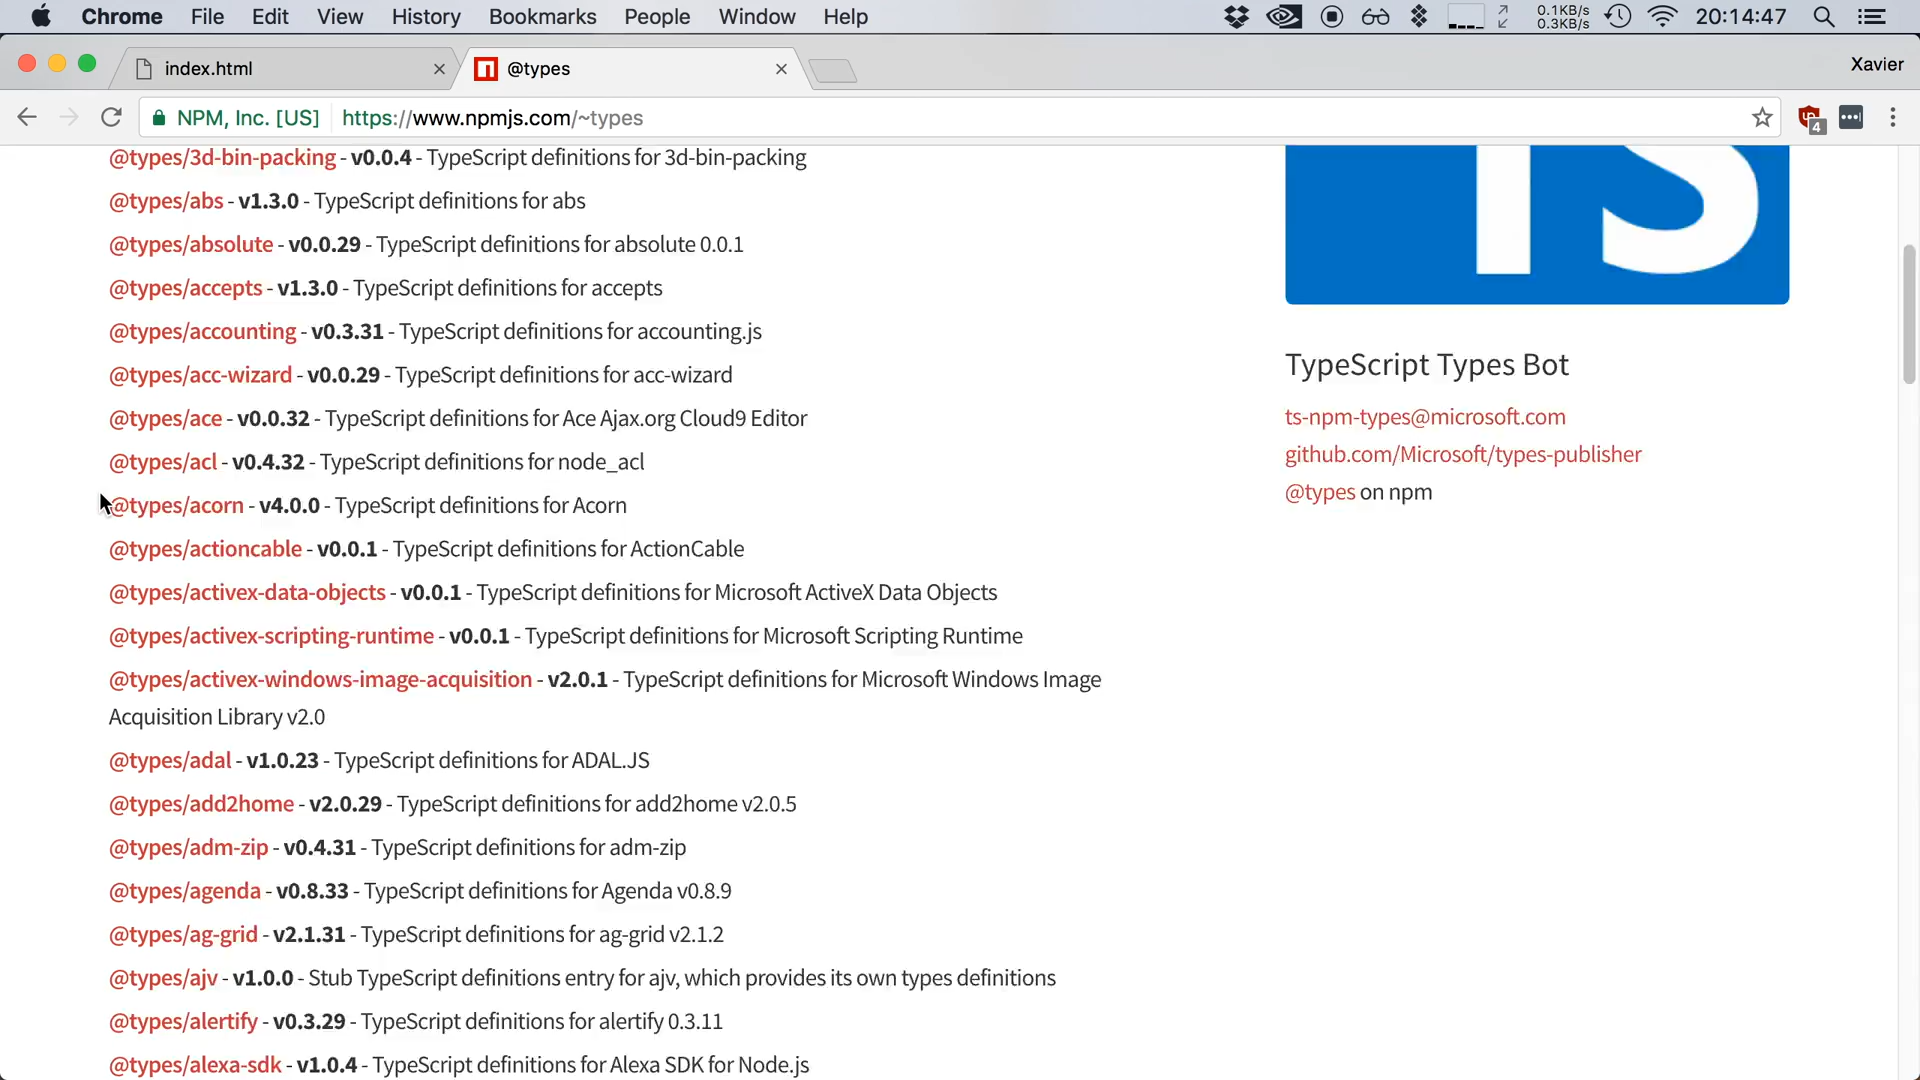 Chrome File Edit View History Bookmarks People Window Help 0.1KB/s 0.3KB/s 20:14:47
index.html @types Xavier
NPM, Inc. [US] https://www.npmjs.com/~types 4
@types/3d-bin-packing - v0.0.4 - TypeScript definitions for 3d-bin-packing
@types/abs - v1.3.0 - TypeScript definitions for abs
@types/absolute - v0.0.29 - TypeScript definitions for absolute 0.0.1
@types/accepts - v1.3.0 - TypeScript definitions for accepts
@types/accounting - v0.3.31 - TypeScript definitions for accounting.js
@types/acc-wizard - v0.0.29 - TypeScript definitions for acc-wizard
@types/ace - v0.0.32 - TypeScript definitions for Ace Ajax.org Cloud9 Editor
@types/acl - v0.4.32 - TypeScript definitions for node_acl
@types/acorn - v4.0.0 - TypeScript definitions for Acorn
@types/actioncable - v0.0.1 - TypeScript definitions for ActionCable
@types/activex-data-objects - v0.0.1 - TypeScript definitions for Microsoft ActiveX Data Objects
@types/activex-scripting-runtime - v0.0.1 - TypeScript definitions for Microsoft Scripting Runtime
@types/activex-windows-image-acquisition - v2.0.1 - TypeScript definitions for Microsoft Windows Image
Acquisition Library v2.0
@types/adal - v1.0.23 - TypeScript definitions for ADAL.JS
@types/add2home - v2.0.29 - TypeScript definitions for add2home v2.0.5
@types/adm-zip - v0.4.31 - TypeScript definitions for adm-zip
@types/agenda - v0.8.33 - TypeScript definitions for Agenda v0.8.9
@types/ag-grid - v2.1.31 - TypeScript definitions for ag-grid v2.1.2
@types/ajv - v1.0.0 - Stub TypeScript definitions entry for ajv, which provides its own types definitions
@types/alertify - v0.3.29 - TypeScript definitions for alertify 0.3.11
@types/alexa-sdk - v1.0.4 - TypeScript definitions for Alexa SDK for Node.js
TS
TypeScript Types Bot
ts-npm-types@microsoft.com
github.com/Microsoft/types-publisher
@types on npm